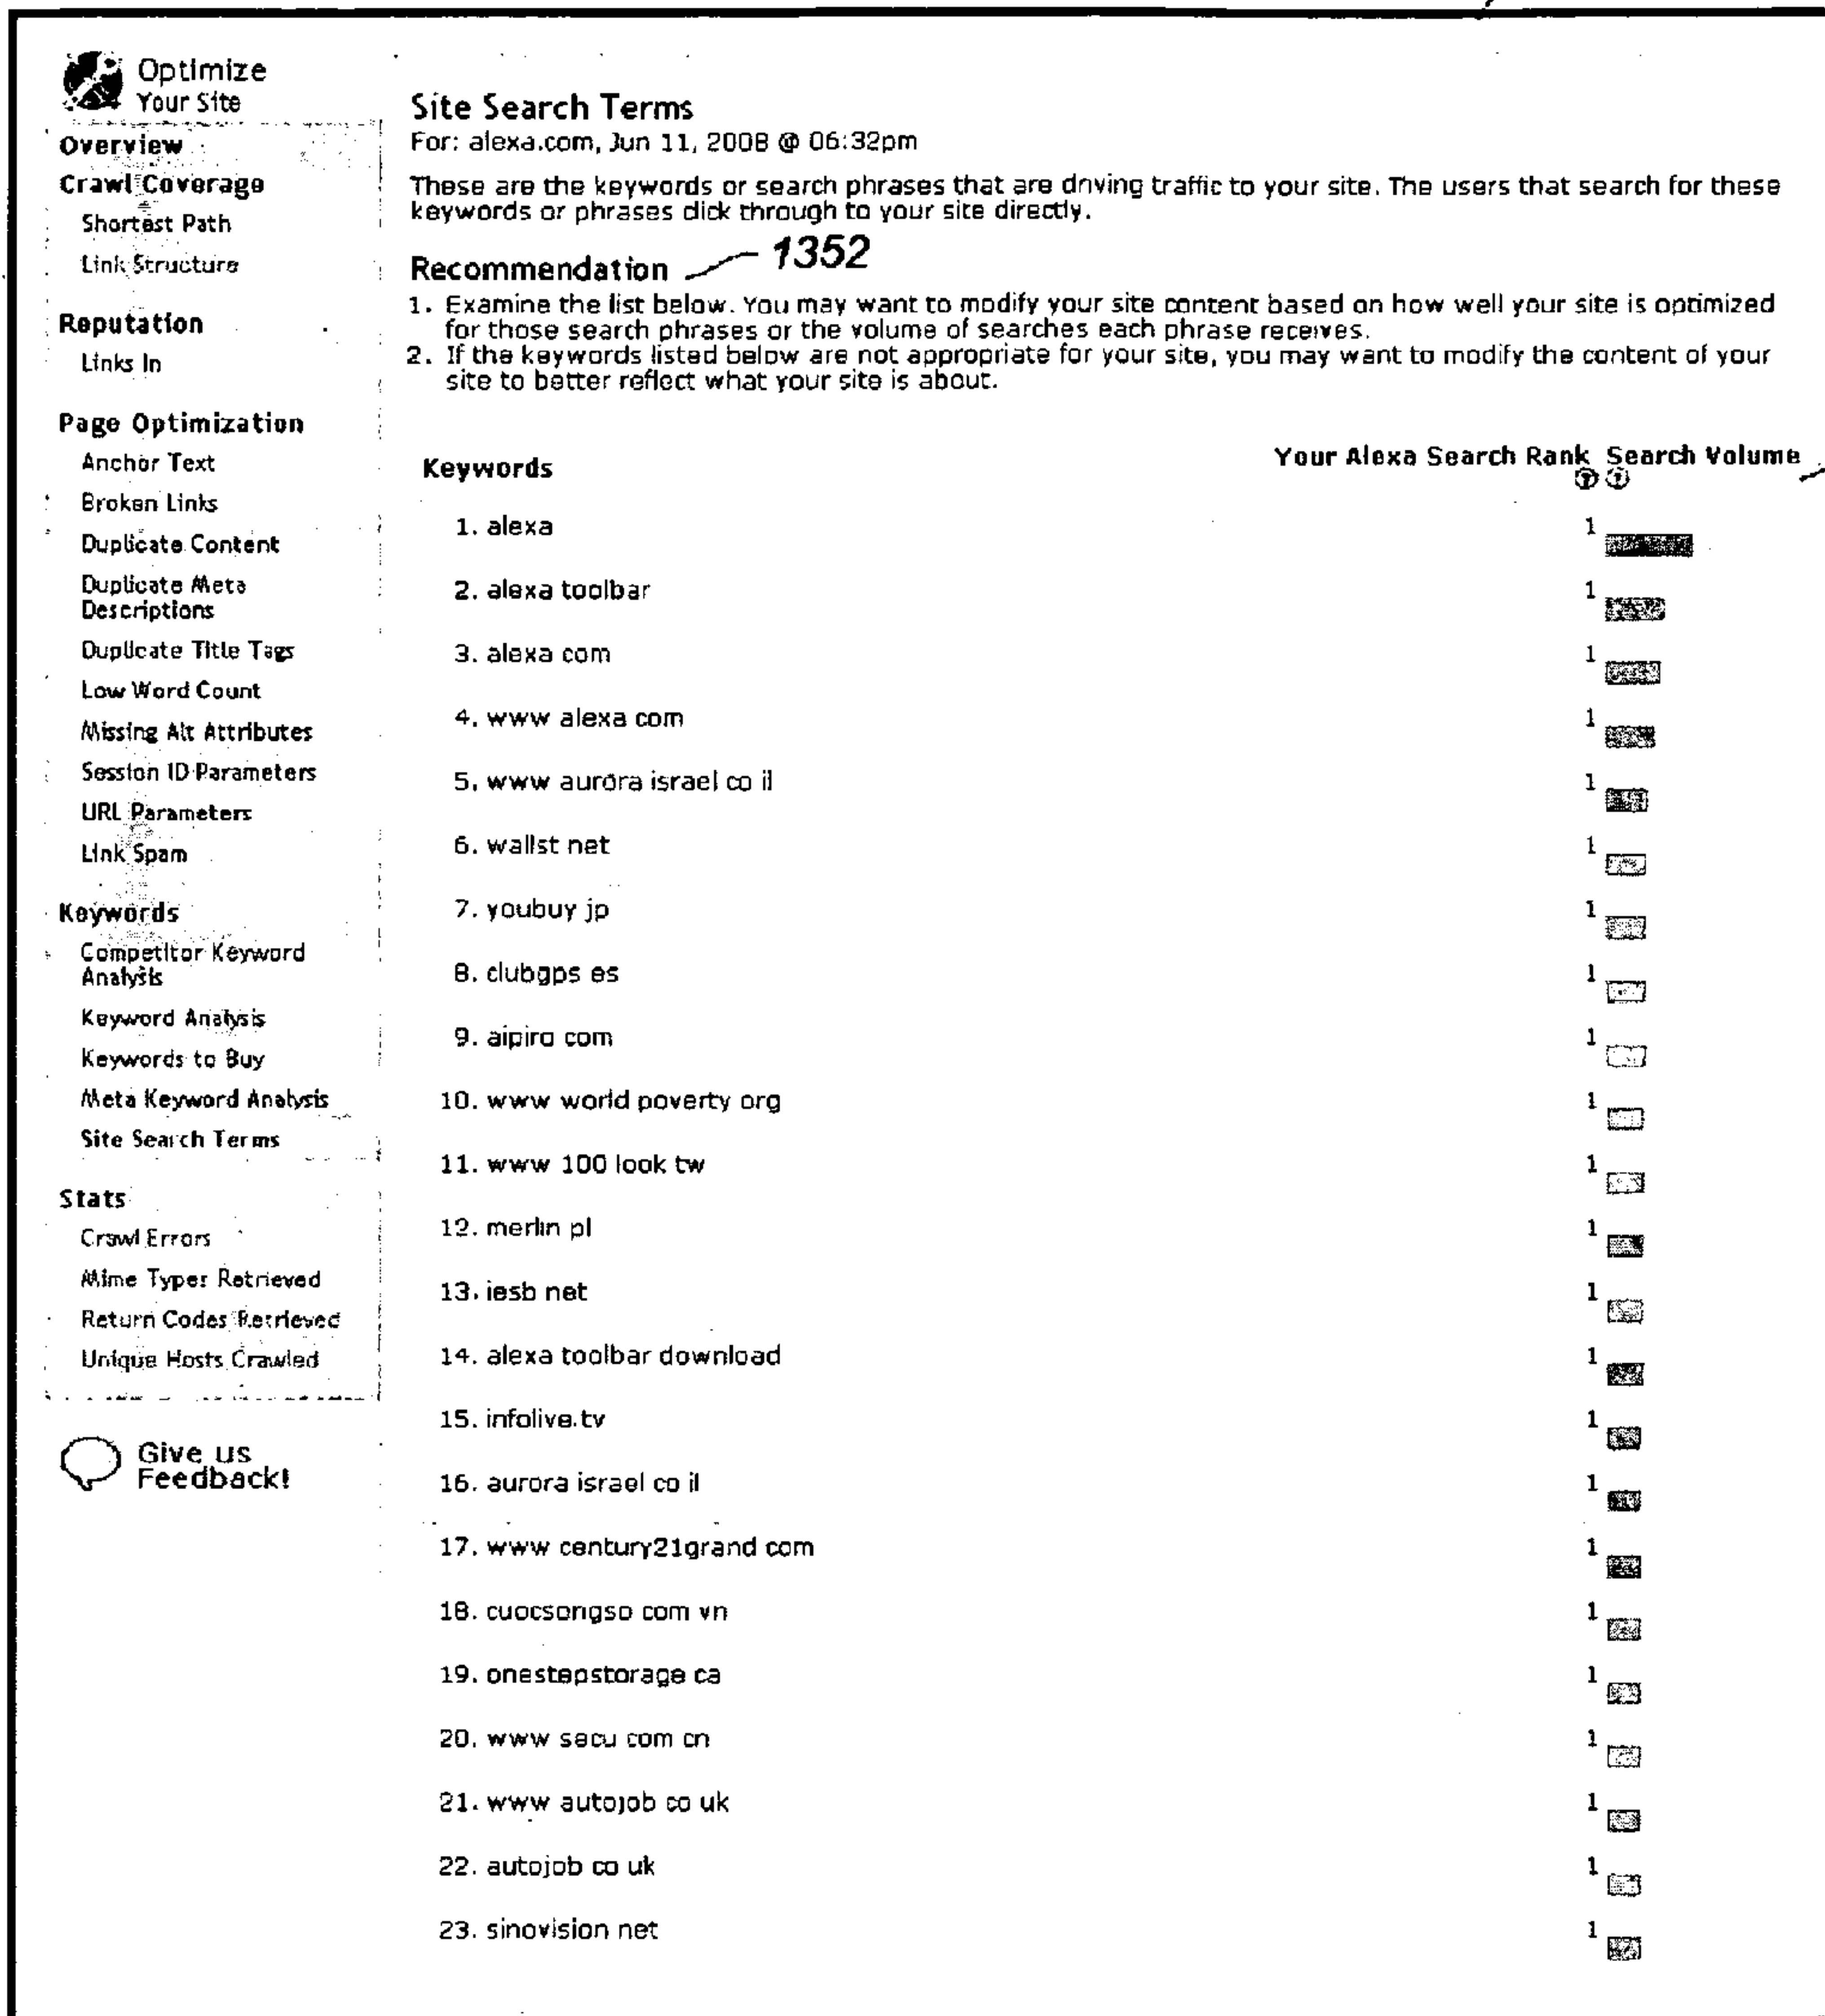 Optimize
Your Site
Overview
Crawl Coverage
Shortest Path
Link Structure
Reputation
Links In
Page Optimization
Anchor Text
Broken Links
Duplicate Content
Duplicate Meta
Descriptions
Duplicate Title Tags
Low Word Count
Missing Alt Attributes
Session ID Parameters
URL Parameters
Link Spam
Keywords
Competitor Keyword
Analysis
Keyword Analysis
Keywords to Buy
Meta Keyword Analysis
Site Search Terms
Stats
Crawl Errors
Mime Types Retrieved
Return Codes Retrieved
Unique Hosts Crawled
Give us
Feedback!
Site Search Terms
For: alexa.com, Jun 11, 2008 @ 06:32pm
These are the keywords or search phrases that are driving traffic to your site. The users that search for these
keywords or phrases click through to your site directly.
Recommendation 1352
1. Examine the list below. You may want to modify your site content based on how well your site is optimized
for those search phrases or the volume of searches each phrase receives.
2. If the keywords listed below are not appropriate for your site, you may want to modify the content of your
site to better reflect what your site is about.
Keywords Your Alexa Search Rank Search Volume
? ?
1. alexa 1
2. alexa toolbar 1
3. alexa com 1
4. www alexa com 1
5. www aurora israel co il 1
6. wallst net 1
7. youbuy jp 1
8. clubgps es 1
9. aipiro com 1
10. www world poverty org 1
11. www 100 look tw 1
12. merlin pl 1
13. iesb net 1
14. alexa toolbar download 1
15. infolive.tv 1
16. aurora israel co il 1
17. www century21grand com 1
18. cuocsongso com vn 1
19. onestepstorage ca 1
20. www sacu com cn 1
21. www autojob co uk 1
22. autojob co uk 1
23. sinovision net 1